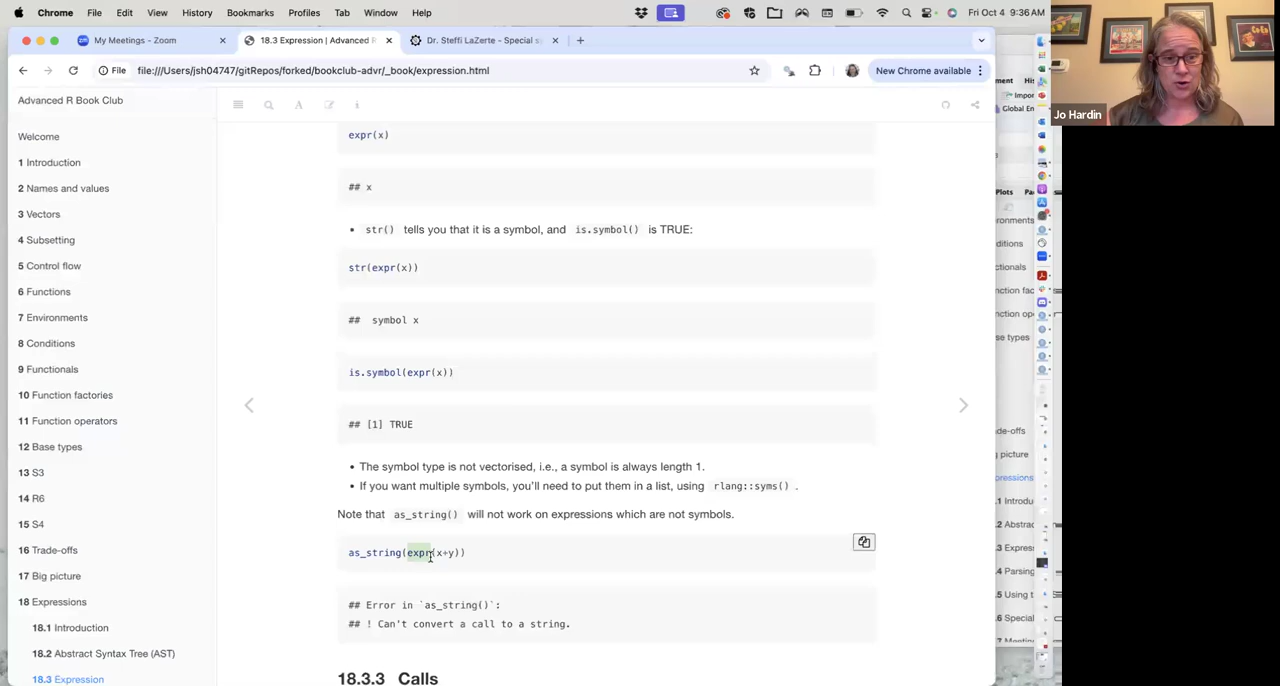 Chrome File Edit View History Bookmarks Profiles Tab Window Help Fri Oct 4 9:36 AM
My Meetings - Zoom
18.3 Expression | Advanced R
Dr. Steffi LaZerte - Special s
File file:///Users/jsh04747/gitRepos/forked/bookclub-advr/_book/expression.html New Chrome available
Advanced R Book Club
Welcome
1 Introduction
2 Names and values
3 Vectors
4 Subsetting
5 Control flow
6 Functions
7 Environments
8 Conditions
9 Functionals
10 Function factories
11 Function operators
12 Base types
13 S3
14 R6
15 S4
16 Trade-offs
17 Big picture
18 Expressions
18.1 Introduction
18.2 Abstract Syntax Tree (AST)
18.3 Expression
expr(x)
## x
• str() tells you that it is a symbol, and is.symbol() is TRUE:
str(expr(x))
##  symbol x
is.symbol(expr(x))
## [1] TRUE
• The symbol type is not vectorised, i.e., a symbol is always length 1.
• If you want multiple symbols, you'll need to put them in a list, using rlang::syms() .
Note that as_string() will not work on expressions which are not symbols.
as_string(expr(x+y))
## Error in `as_string()`:
## ! Can't convert a call to a string.
18.3.3 Calls
Jo Hardin